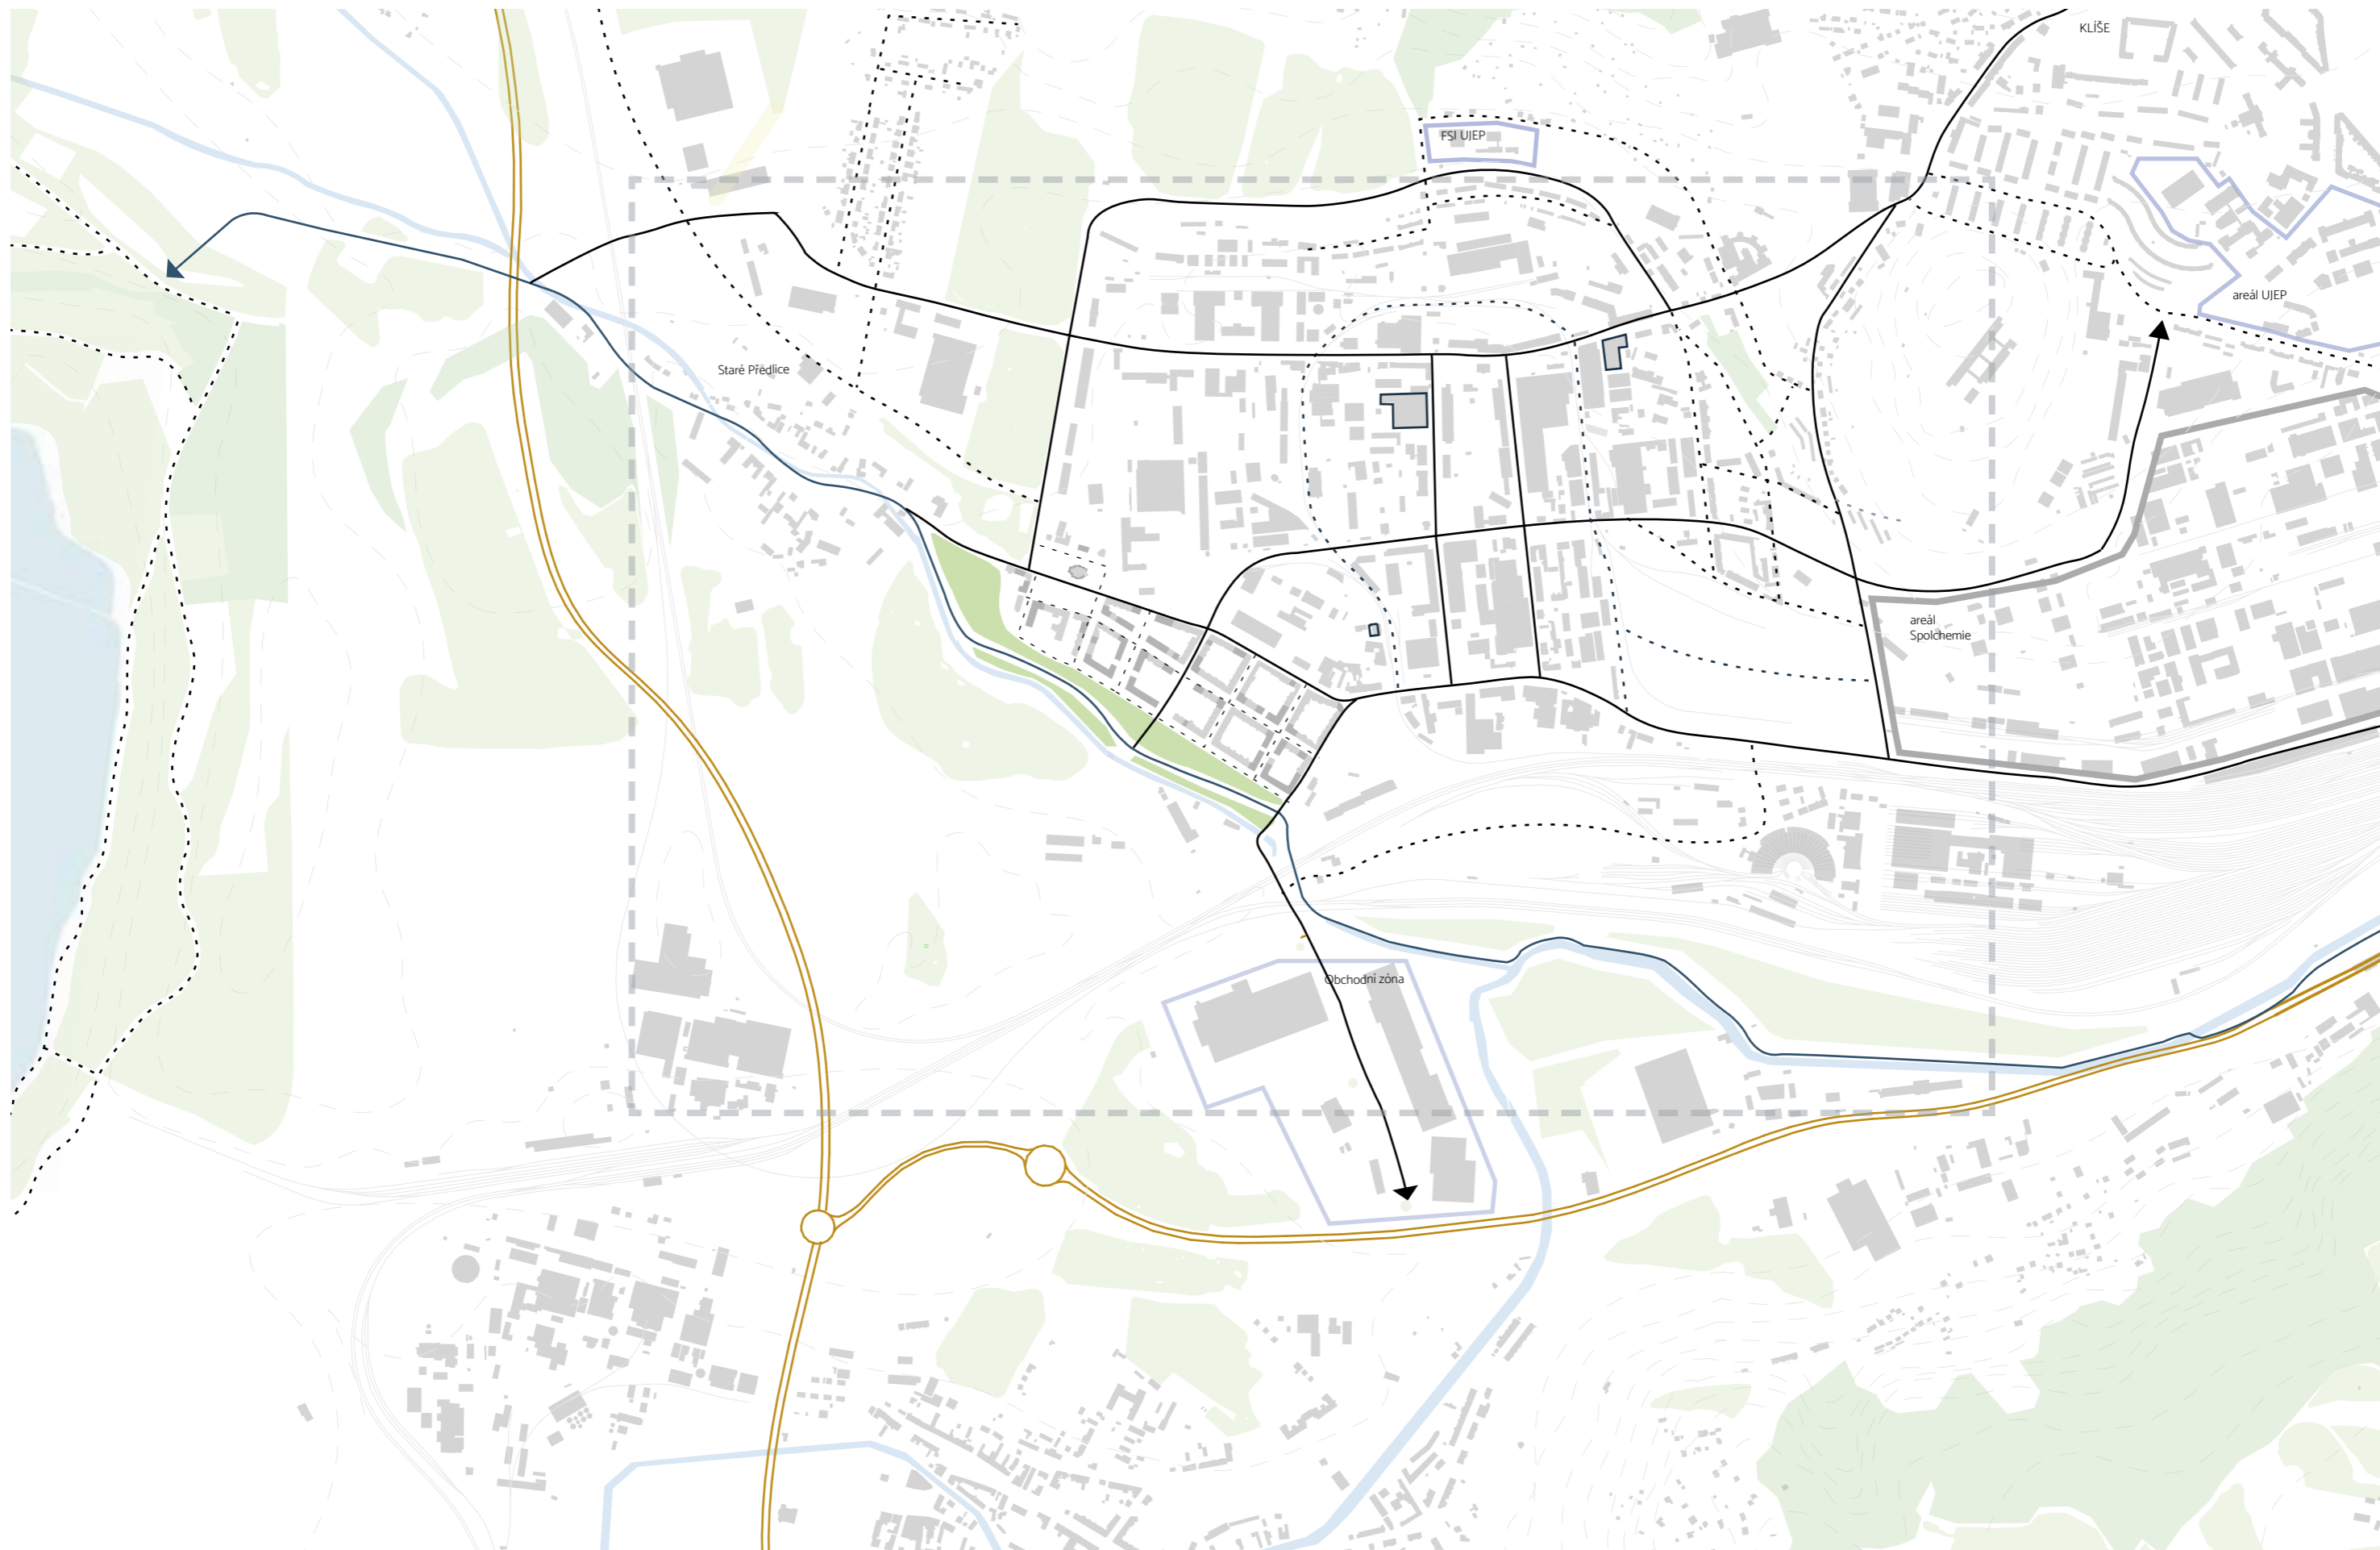 KLÍŠE
FSI UJEP
areál UJEP
Staré Předlice
areál
Spolchemie
Obchodní zóna